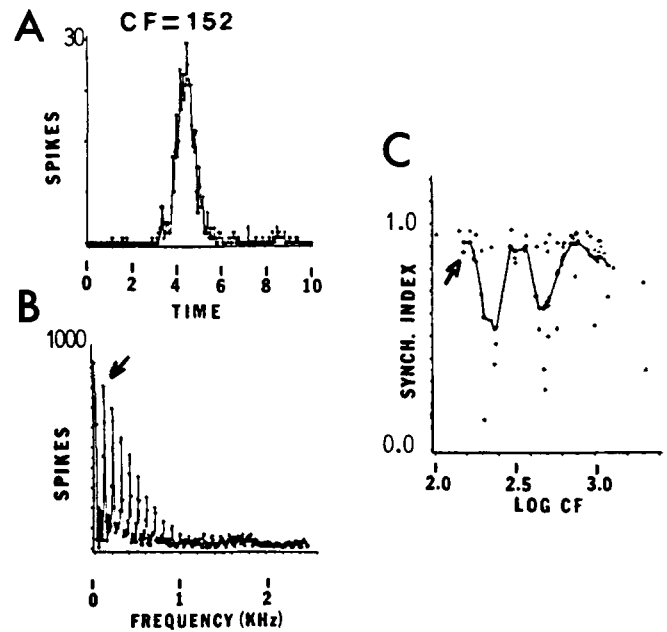 A
CF=152
30
SPIKES
0 2 4 6 8 10
TIME
B
1000
SPIKES
0 1 2
FREQUENCY (KHz)
C
1.0
SYNCH. INDEX
0.0
2.0 2.5 3.0
LOG CF